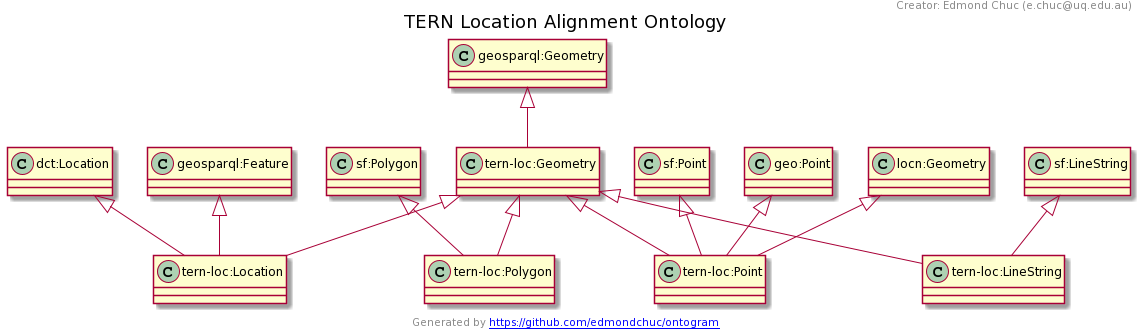 Creator: Edmond Chuc (e.chuc@uq.edu.au)
TERN Location Alignment Ontology
C geosparql:Geometry
C dct:Location
C geosparql:Feature
C sf:Polygon
C tern-loc:Geometry
C sf:Point
C geo:Point
C locn:Geometry
C sf:LineString
C tern-loc:Location
C tern-loc:Polygon
C tern-loc:Point
C tern-loc:LineString
Generated by https://github.com/edmondchuc/ontogram